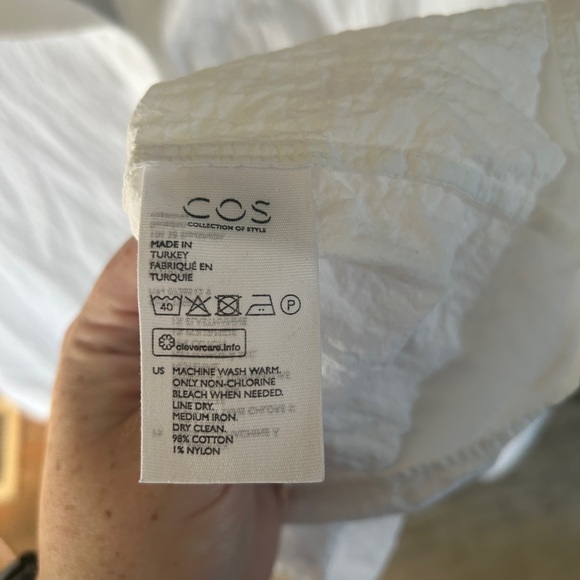 COS
COLLECTION OF STYLE
MADE IN
TURKEY
FABRIQUÉ EN
TURQUIE
40 P
clevercare.info
US MACHINE WASH WARM.
ONLY NON-CHLORINE
BLEACH WHEN NEEDED.
LINE DRY.
MEDIUM IRON.
DRY CLEAN.
98% COTTON
1% NYLON